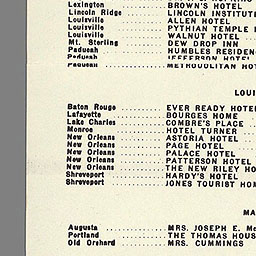 Lexington ............ BROWN'S HOTEL
Lincoln Ridge ........ LINCOLN INSTITUTE
Louisville ........... ALLEN HOTEL
Louisville ........... PYTHIAN TEMPLE
Louisville ........... WALNUT HOTEL
Mt. Sterling ......... DEW DROP INN
Paducah .............. HUMBLES RESIDENC
Paducah .............. JEFFERSON HOTEL
Paducah .............. METROPOLITAN HOT
LOUI
Baton Rouge .......... EVER READY HOTE
Lafayette ............ BOURGES HOME
Lake Charles ......... COMBRE'S PLACE
Monroe ............... HOTEL TURNER
New Orleans .......... ASTORIA HOTEL
New Orleans .......... PAGE HOTEL
New Orleans .......... PALACE HOTEL
New Orleans .......... PATTERSON HOTEL
New Orleans .......... THE NEW RILEY HO
Shreveport ........... HARDY'S HOTEL
Shreveport ........... JONES TOURIST HOM
MA
Augusta .............. MRS. JOSEPH E. Mc
Portland ............. THE THOMAS HOUS
Old Orchard .......... MRS. CUMMINGS